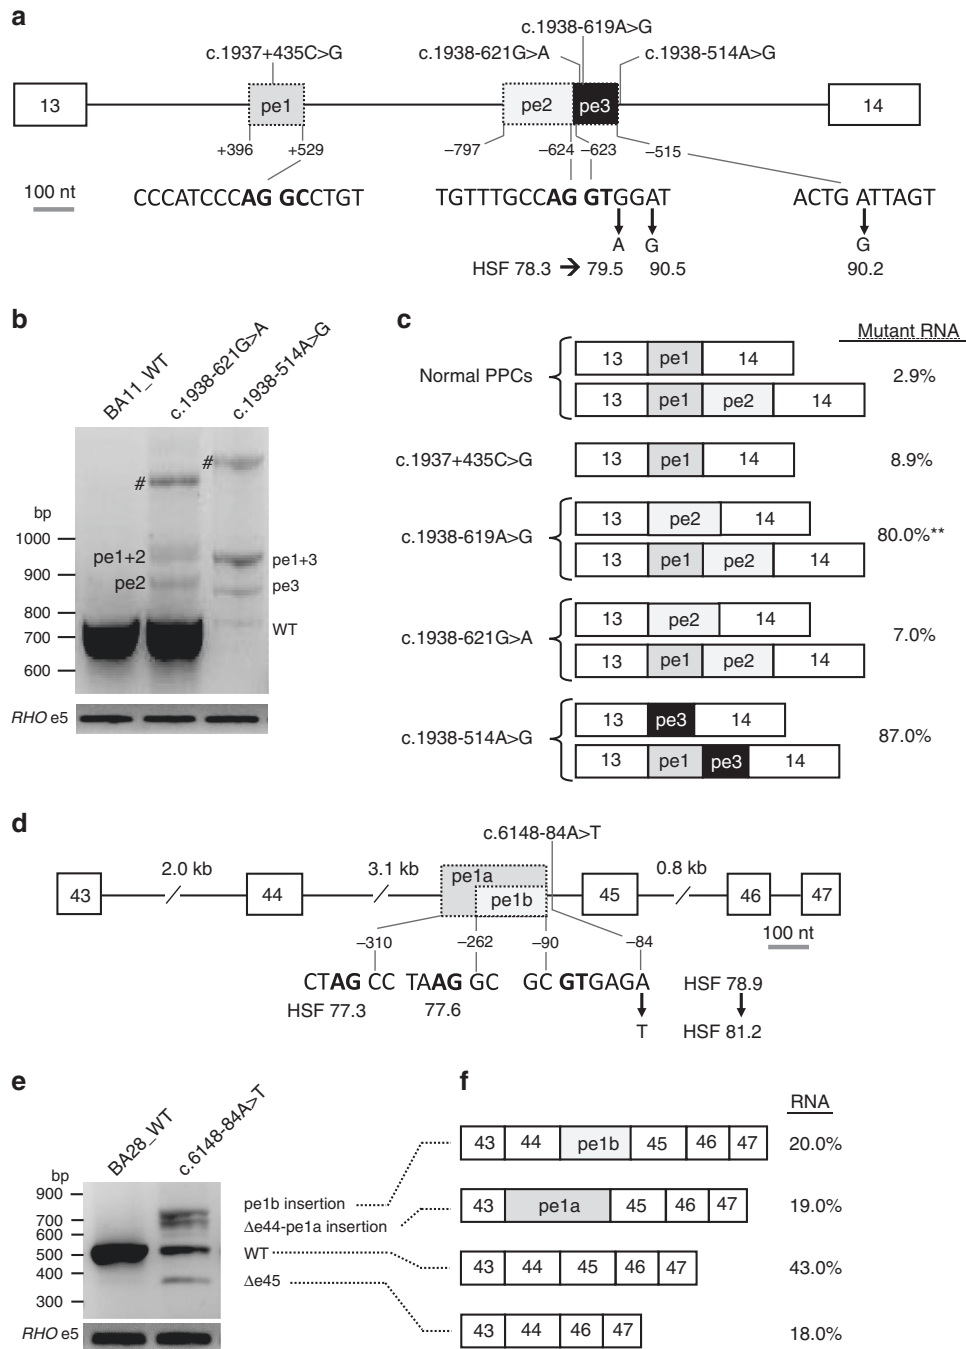 a
c.1938-619A>G
c.1937+435C>G
c.1938-621G>A
c.1938-514A>G
13
pe1
pe2
pe3
14
+396
+529
−797
−624
−623
−515
100 nt
CCCATCCCAG GCCTGT
TGTTTGCCAG GTGGAT
ACTG ATTAGT
A
G
G
HSF 78.3 → 79.5
90.5
90.2
b
BA11_WT
c.1938-621G>A
c.1938-514A>G
#
#
bp
1000
900
800
700
600
pe1+2
pe2
pe1+3
pe3
WT
RHO e5
c
Mutant RNA
Normal PPCs
13 pe1 14
13 pe1 pe2 14
2.9%
c.1937+435C>G
13 pe1 14
8.9%
c.1938-619A>G
13 pe2 14
13 pe1 pe2 14
80.0%**
c.1938-621G>A
13 pe2 14
13 pe1 pe2 14
7.0%
c.1938-514A>G
13 pe3 14
13 pe1 pe3 14
87.0%
d
c.6148-84A>T
43
2.0 kb
44
3.1 kb
pe1a
pe1b
45
0.8 kb
46
47
100 nt
−310
−262
−90
−84
CTAG CC
TAAG GC
GC GTGAGA
HSF 77.3
77.6
T
HSF 78.9
HSF 81.2
e
BA28_WT
c.6148-84A>T
bp
900
700
600
500
400
300
pe1b insertion
Δe44-pe1a insertion
WT
Δe45
RHO e5
f
RNA
43 44 pe1b 45 46 47
20.0%
43 pe1a 45 46 47
19.0%
43 44 45 46 47
43.0%
43 44 46 47
18.0%